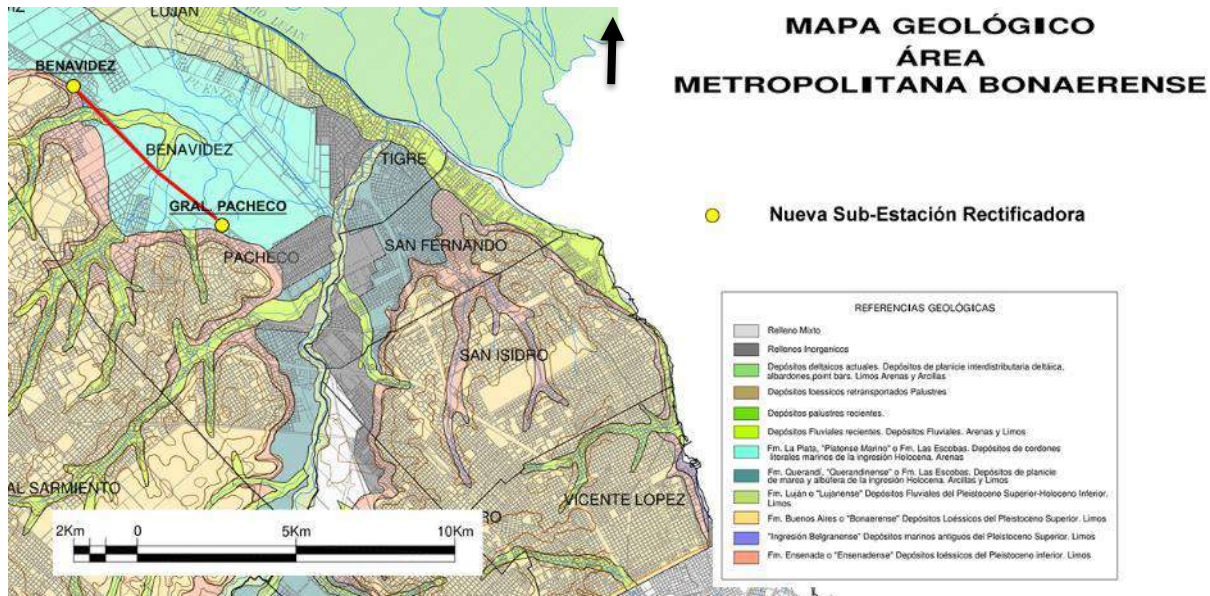 MAPA GEOLÓGICO
ÁREA
METROPOLITANA BONAERENSE
LUJAN
BENAVIDEZ
BENAVIDEZ
TIGRE
GRAL. PACHECO
PACHECO
SAN FERNANDO
SAN ISIDRO
AL SARMIENTO
VICENTE LOPEZ
RO
2Km 0 5Km 10Km
Nueva Sub-Estación Rectificadora
REFERENCIAS GEOLÓGICAS
Relleno Mixto
Rellenos Inorganicos
Depósitos deltaicos actuales. Depósitos de planicie interdistributaria deltáica,
albardones,point bars. Limos Arenas y Arcillas
Depósitos loessicos retransportados Palustres
Depósitos palustres recientes.
Depósitos Fluviales recientes. Depósitos Fluviales. Arenas y Limos
Fm. La Plata, "Platonse Marino" o Fm. Las Escobas. Depósitos de cordones
litorales marinos de la ingresión Holocena. Arenas
Fm. Querandí, "Querandinense" o Fm. Las Escobas. Depósitos de planicie
de marea y albúfera de la ingresión Holocena. Arcillas y Limos
Fm. Luján o "Lujanense" Depósitos Fluviales del Pleistoceno Superior-Holoceno Inferior.
Limos
Fm. Buenos Aires o "Bonaerense" Depósitos Loéssicos del Pleistoceno Superior. Limos
"Ingresión Belgranense" Depósitos marinos antiguos del Pleistoceno Superior. Limos
Fm. Ensenada o "Ensenadense" Depósitos loéssicos del Pleistoceno inferior. Limos